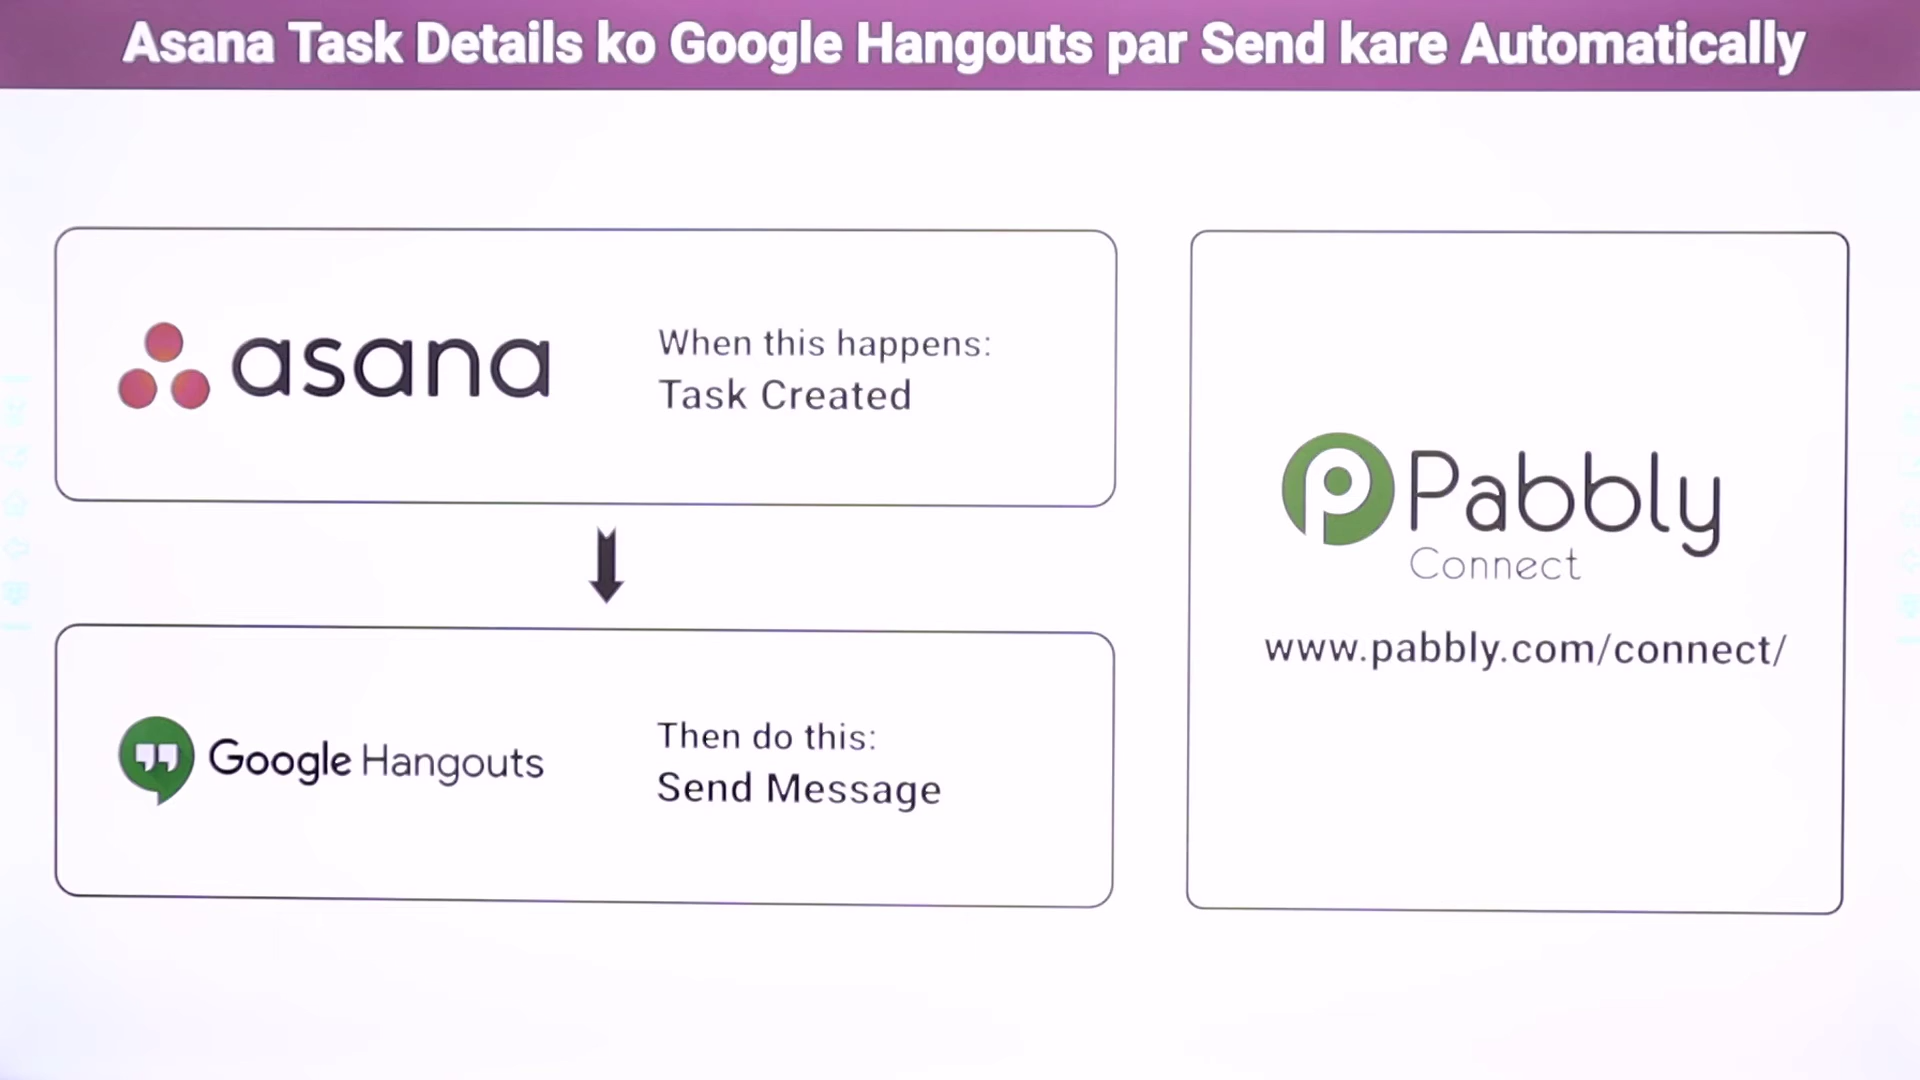 Asana Task Details ko Google Hangouts par Send kare Automatically
asana
When this happens:
Task Created
Google Hangouts
Then do this:
Send Message
Pabbly
Connect
www.pabbly.com/connect/